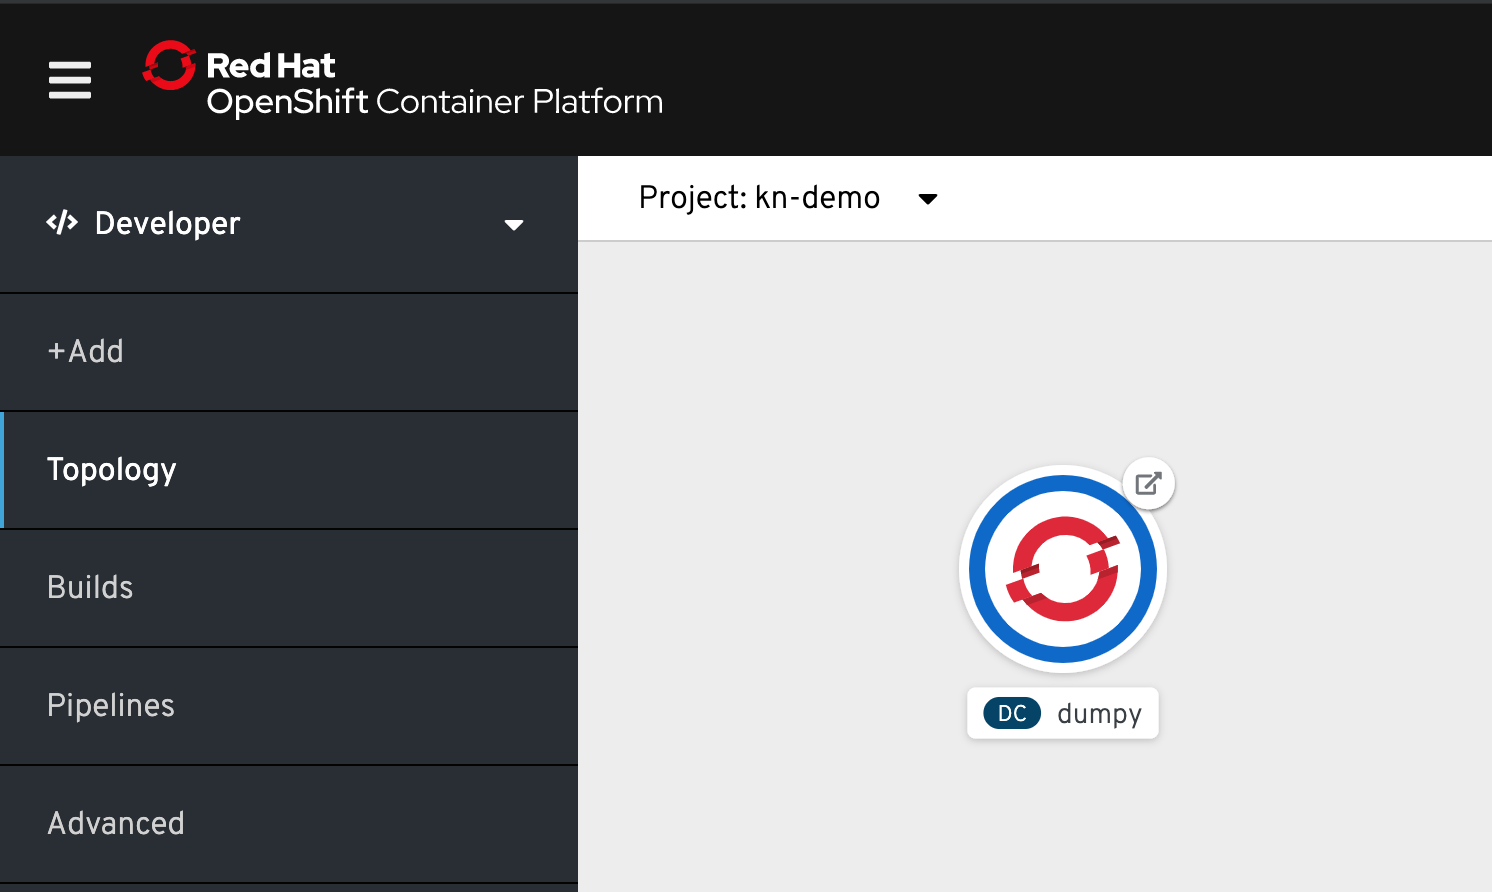 Red Hat
OpenShift Container Platform
Developer
Project: kn-demo
+Add
Topology
Builds
Pipelines
Advanced
DC dumpy